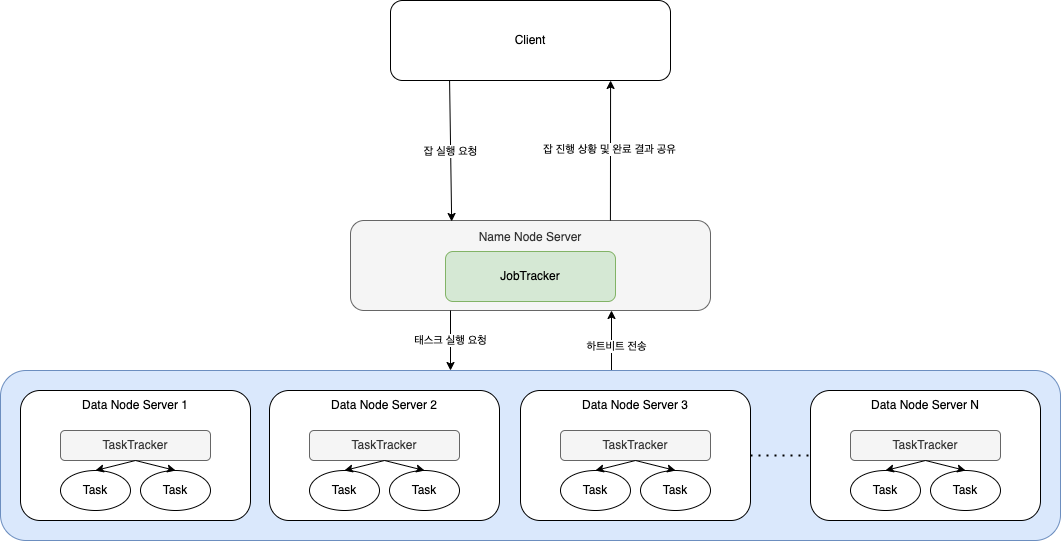 Client
잡 실행 요청
잡 진행 상황 및 완료 결과 공유
Name Node Server
JobTracker
태스크 실행 요청
하트비트 전송
Data Node Server 1
Data Node Server 2
Data Node Server 3
Data Node Server N
TaskTracker
TaskTracker
TaskTracker
TaskTracker
Task
Task
Task
Task
Task
Task
Task
Task